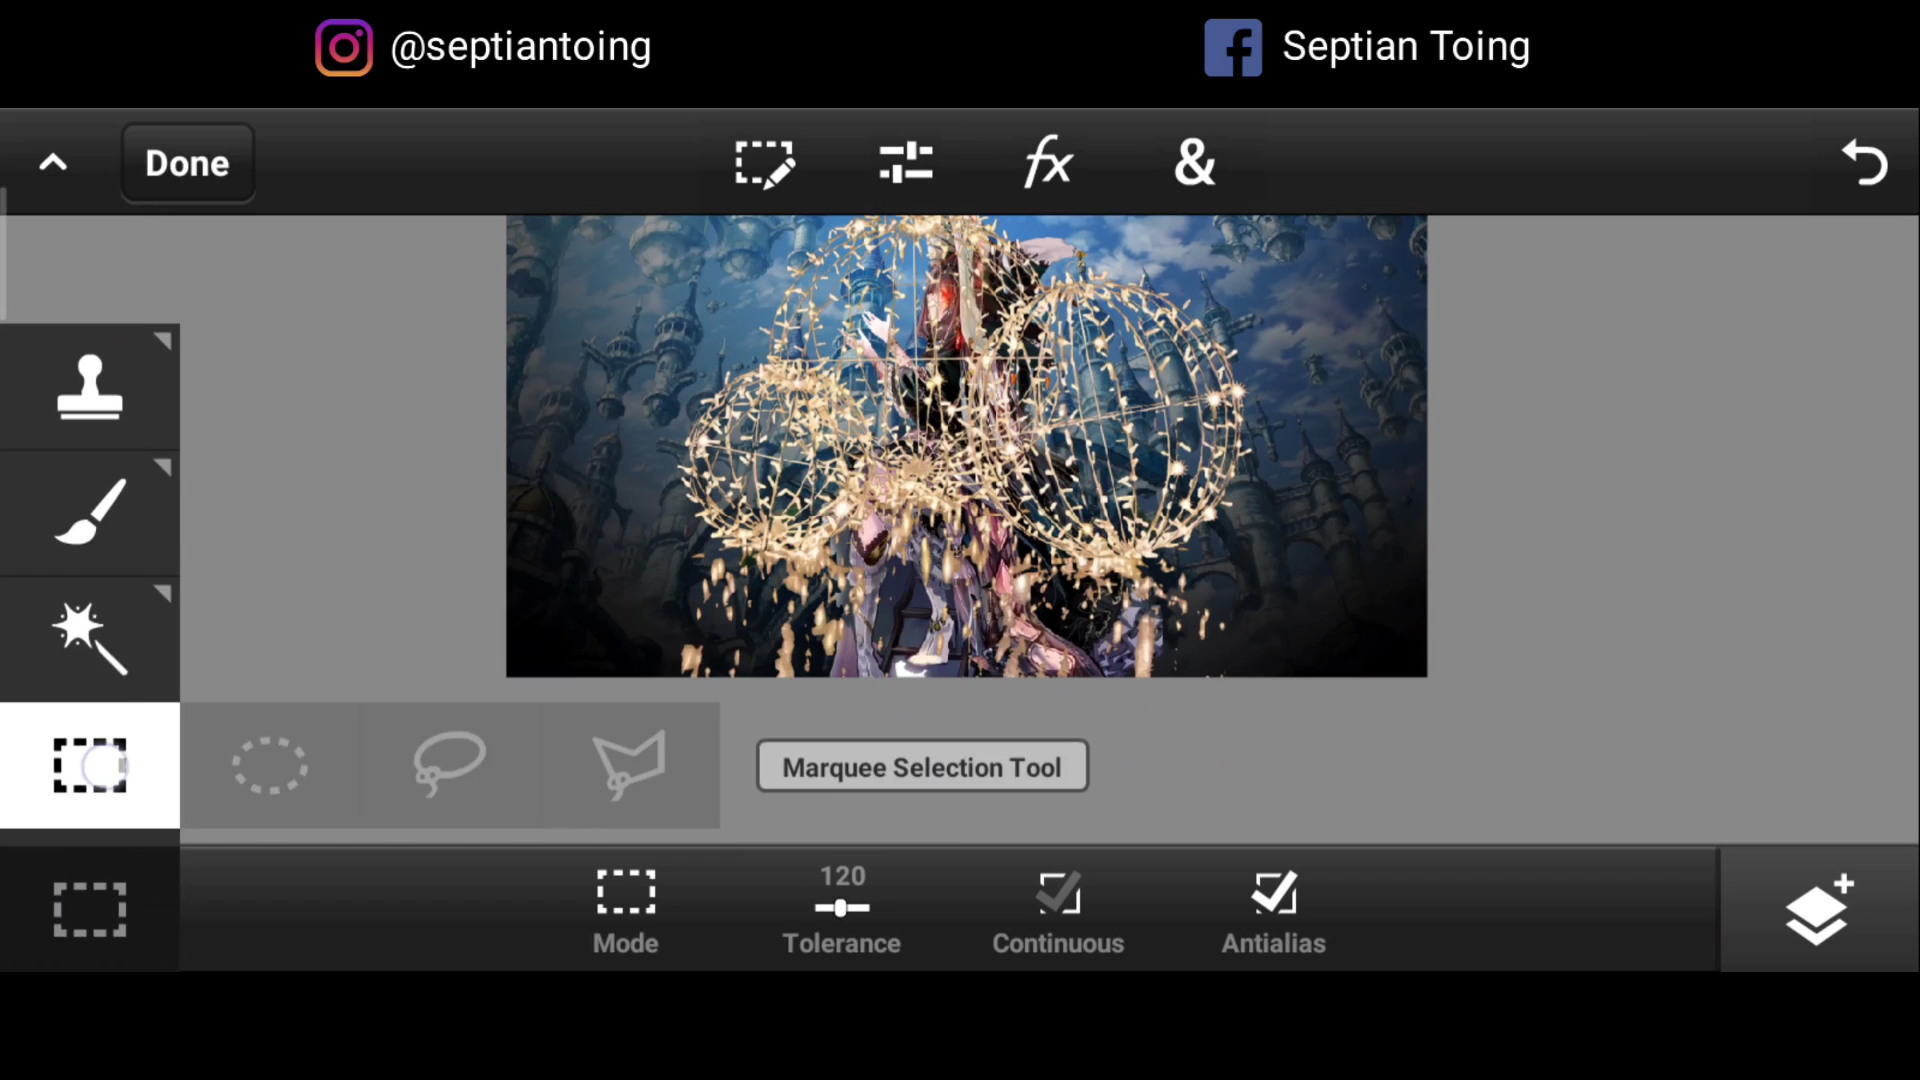 @septiantoing
Septian Toing
Done
fx
&
Marquee Selection Tool
120
Mode
Tolerance
Continuous
Antialias